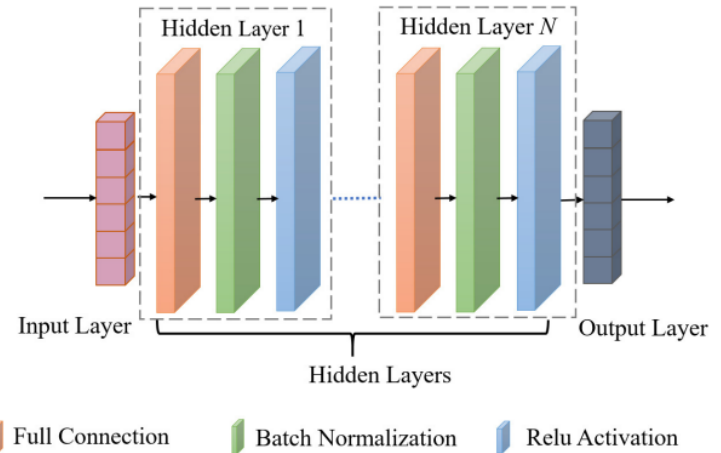 Hidden Layer 1
Hidden Layer N
Input Layer
Output Layer
Hidden Layers
Full Connection
Batch Normalization
Relu Activation